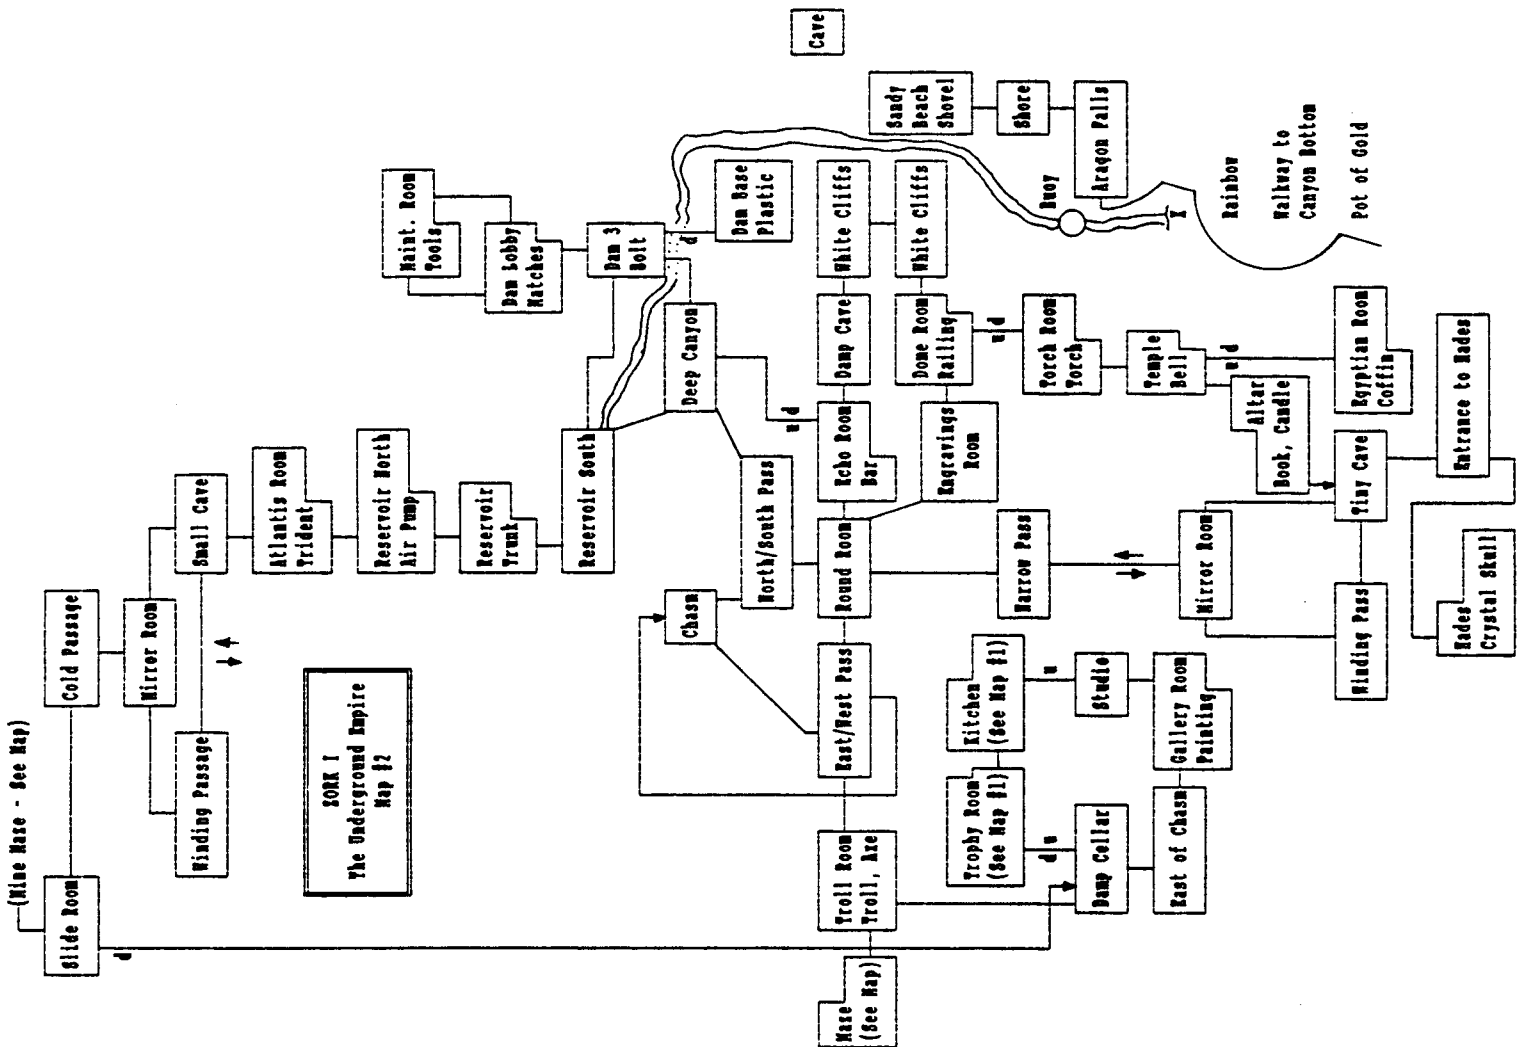 (Mine Maze - See Map)
Slide Room
d
Cold Passage
Mirror Room
Winding Passage
Small Cave
ZORK I
The Underground Empire
Map #2
Atlantis Room
Trident
Reservoir North
Air Pump
Reservoir
Trunk
Maint. Room
Tools
Dam Lobby
Matches
Reservoir South
Dam 3
Bolt
Chasm
Deep Canyon
d
Dam Base
Plastic
North/South Pass
u d
Cave
Maze
(See Map)
Troll Room
Troll, Axe
East/West Pass
Round Room
Echo Room
Bar
Damp Cave
White Cliffs
Sandy
Beach
Shovel
Trophy Room
(See Map #1)
Kitchen
(See Map #1)
Engravings
Room
Dome Room
Railing
White Cliffs
u d
Shore
d u
u
Narrow Pass
Torch Room
Torch
Buoy
Damp Cellar
Studio
Aragon Falls
Temple
Bell
East of Chasm
Gallery Room
Painting
Mirror Room
X
u d
Altar
Book, Candle
Rainbow
Walkway to
Canyon Bottom
Pot of Gold
Winding Pass
Tiny Cave
Egyptian Room
Coffin
Hades
Crystal Skull
Entrance to Hades